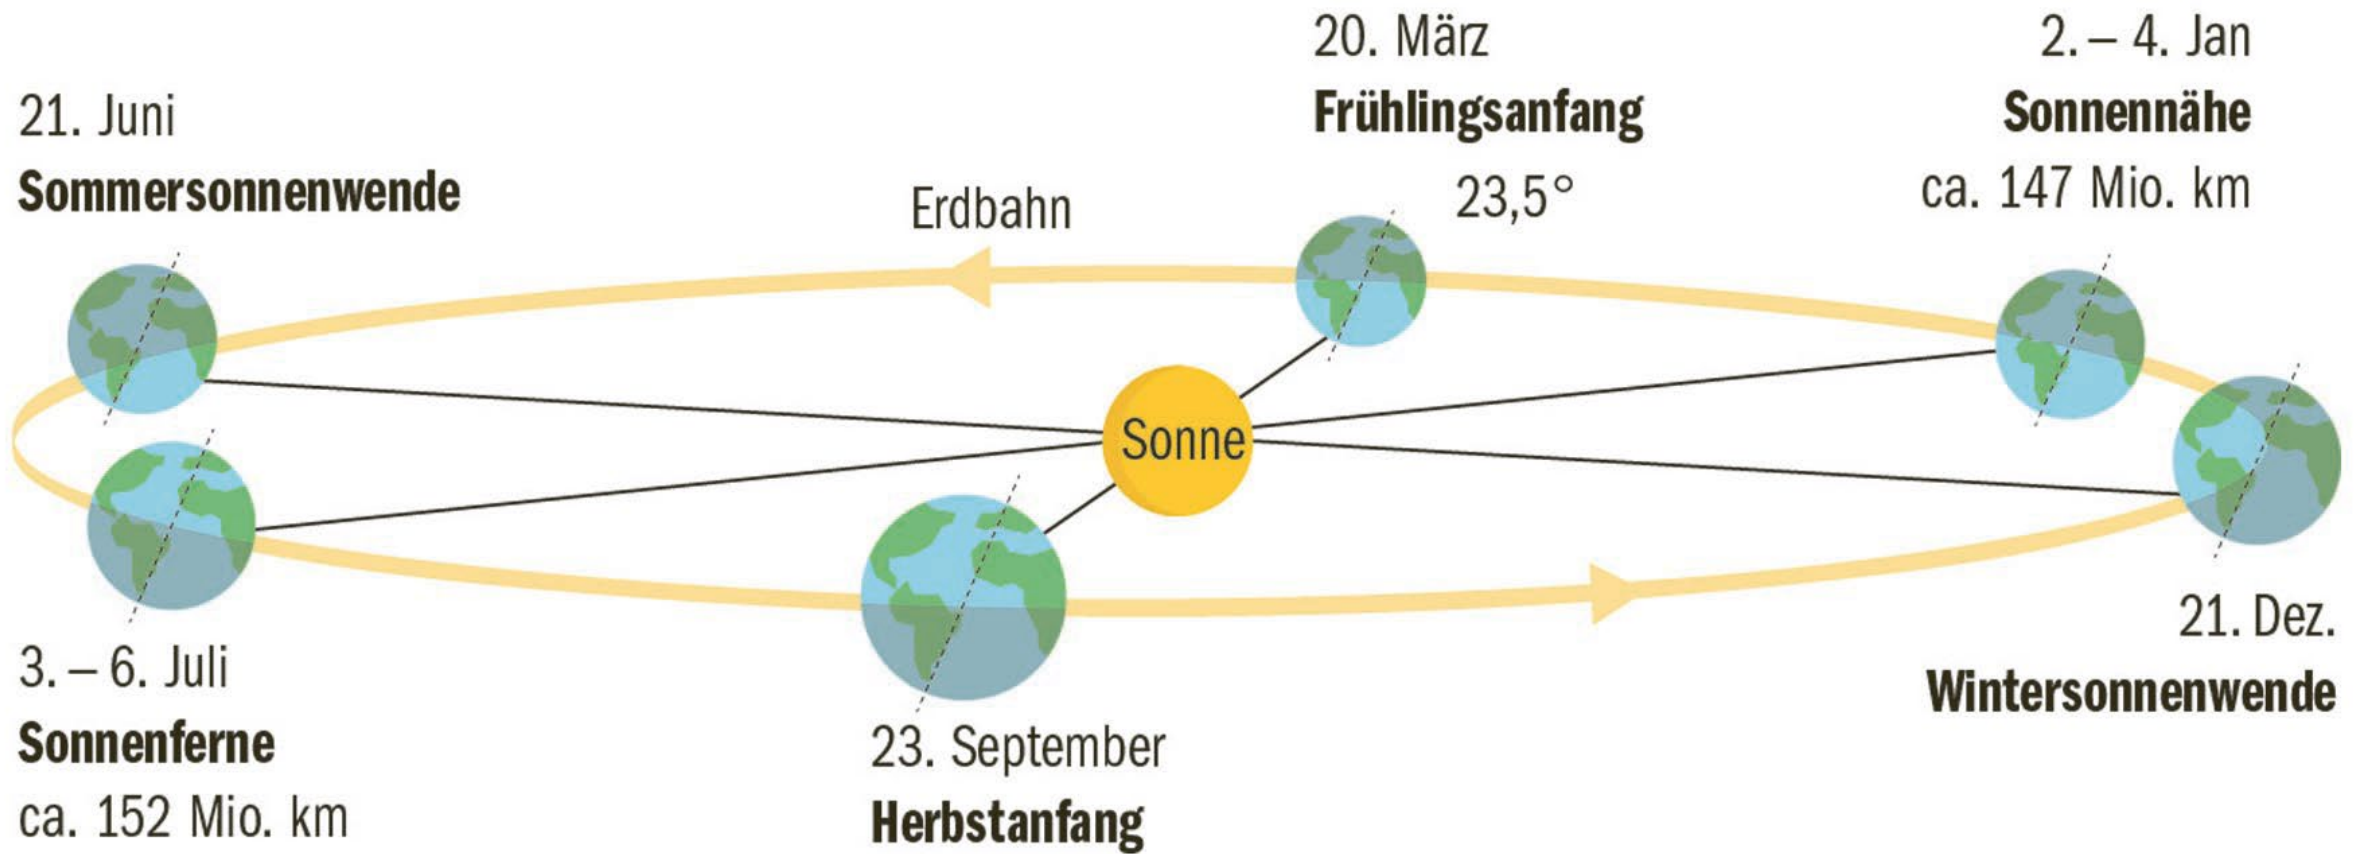 21. Juni
Sommersonnenwende
Erdbahn
20. März
Frühlingsanfang
23,5°
2. – 4. Jan
Sonnennähe
ca. 147 Mio. km
Sonne
3. – 6. Juli
Sonnenferne
ca. 152 Mio. km
23. September
Herbstanfang
21. Dez.
Wintersonnenwende